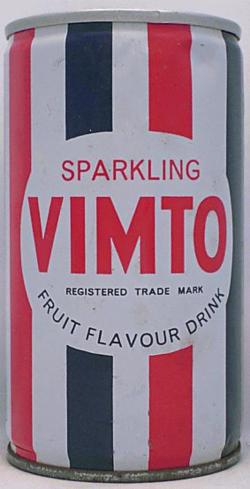 SPARKLING
VIMTO
REGISTERED TRADE MARK
FRUIT FLAVOUR DRINK